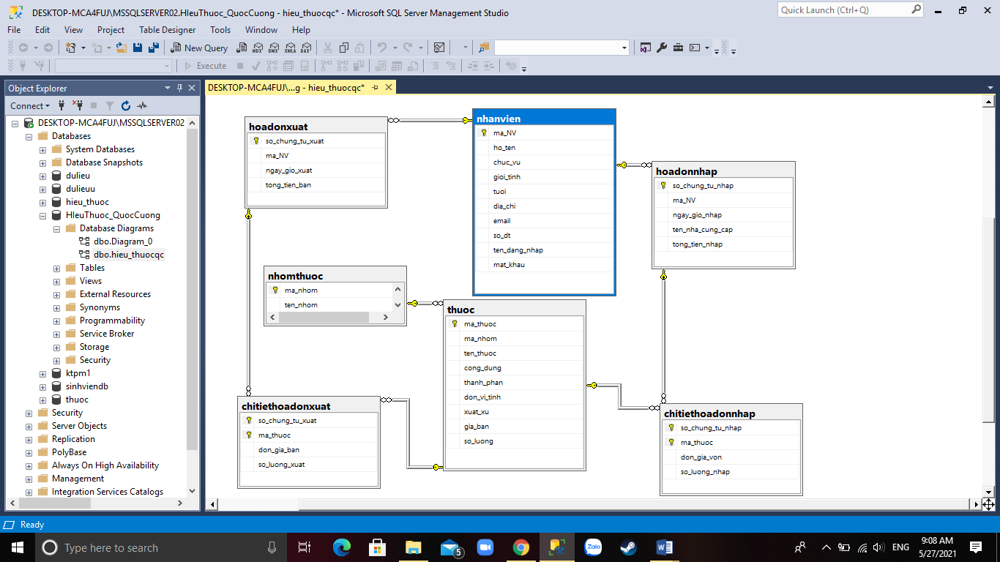 DESKTOP-MCA4FUJ\MSSQLSERVER02.HIeuThuoc_QuocCuong - hieu_thuocqc* - Microsoft SQL Server Management Studio
Quick Launch (Ctrl+Q)
File Edit View Project Table Designer Tools Window Help
New Query
MDX DMX XMLA DAX
Execute
Object Explorer
Connect
DESKTOP-MCA4FUJ\MSSQLSERVER02
Databases
System Databases
Database Snapshots
dulieu
dulieuu
hieu_thuoc
HIeuThuoc_QuocCuong
Database Diagrams
dbo.Diagram_0
dbo.hieu_thuocqc
Tables
Views
External Resources
Synonyms
Programmability
Service Broker
Storage
Security
ktpm1
sinhviendb
thuoc
Security
Server Objects
Replication
PolyBase
Always On High Availability
Management
Integration Services Catalogs
DESKTOP-MCA4FUJ\...g - hieu_thuocqc*
hoadonxuat
so_chung_tu_xuat
ma_NV
ngay_gio_xuat
tong_tien_ban
nhanvien
ma_NV
ho_ten
chuc_vu
gioi_tinh
tuoi
dia_chi
email
so_dt
ten_dang_nhap
mat_khau
hoadonnhap
so_chung_tu_nhap
ma_NV
ngay_gio_nhap
ten_nha_cung_cap
tong_tien_nhap
nhomthuoc
ma_nhom
ten_nhom
thuoc
ma_thuoc
ma_nhom
ten_thuoc
cong_dung
thanh_phan
don_vi_tinh
xuat_xu
gia_ban
so_luong
chitiethoadonxuat
so_chung_tu_xuat
ma_thuoc
don_gia_ban
so_luong_xuat
chitiethoadonnhap
so_chung_tu_nhap
ma_thuoc
don_gia_von
so_luong_nhap
Ready
Type here to search
5
Zalo
ENG
9:08 AM
5/27/2021